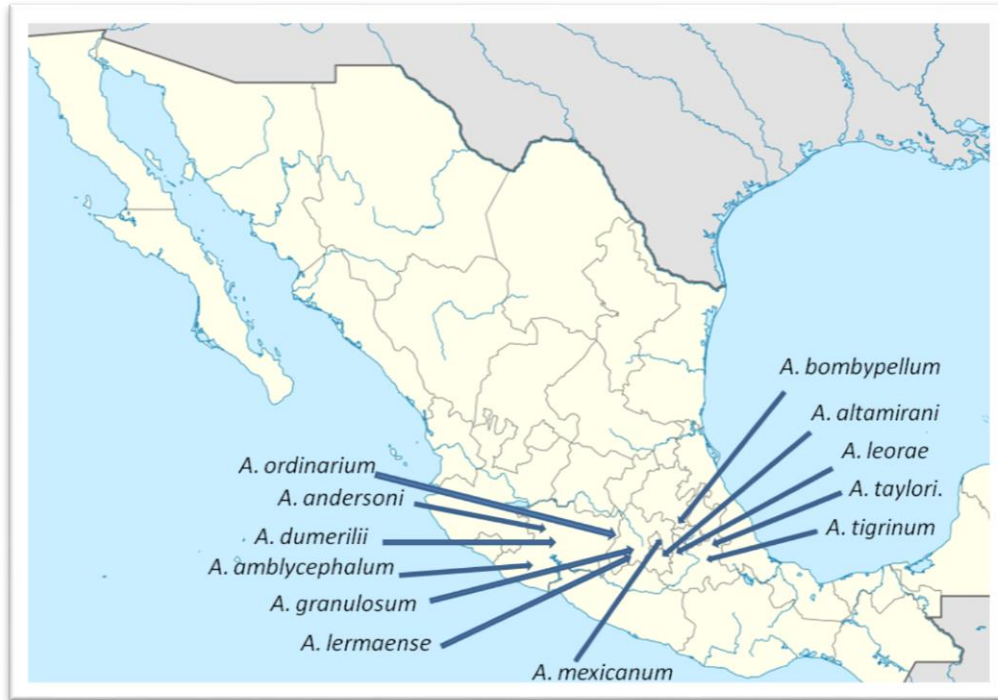 A. bombypellum
A. altamirani
A. leorae
A. taylori.
A. tigrinum
A. ordinarium
A. andersoni
A. dumerilii
A. amblycephalum
A. granulosum
A. lermaense
A. mexicanum